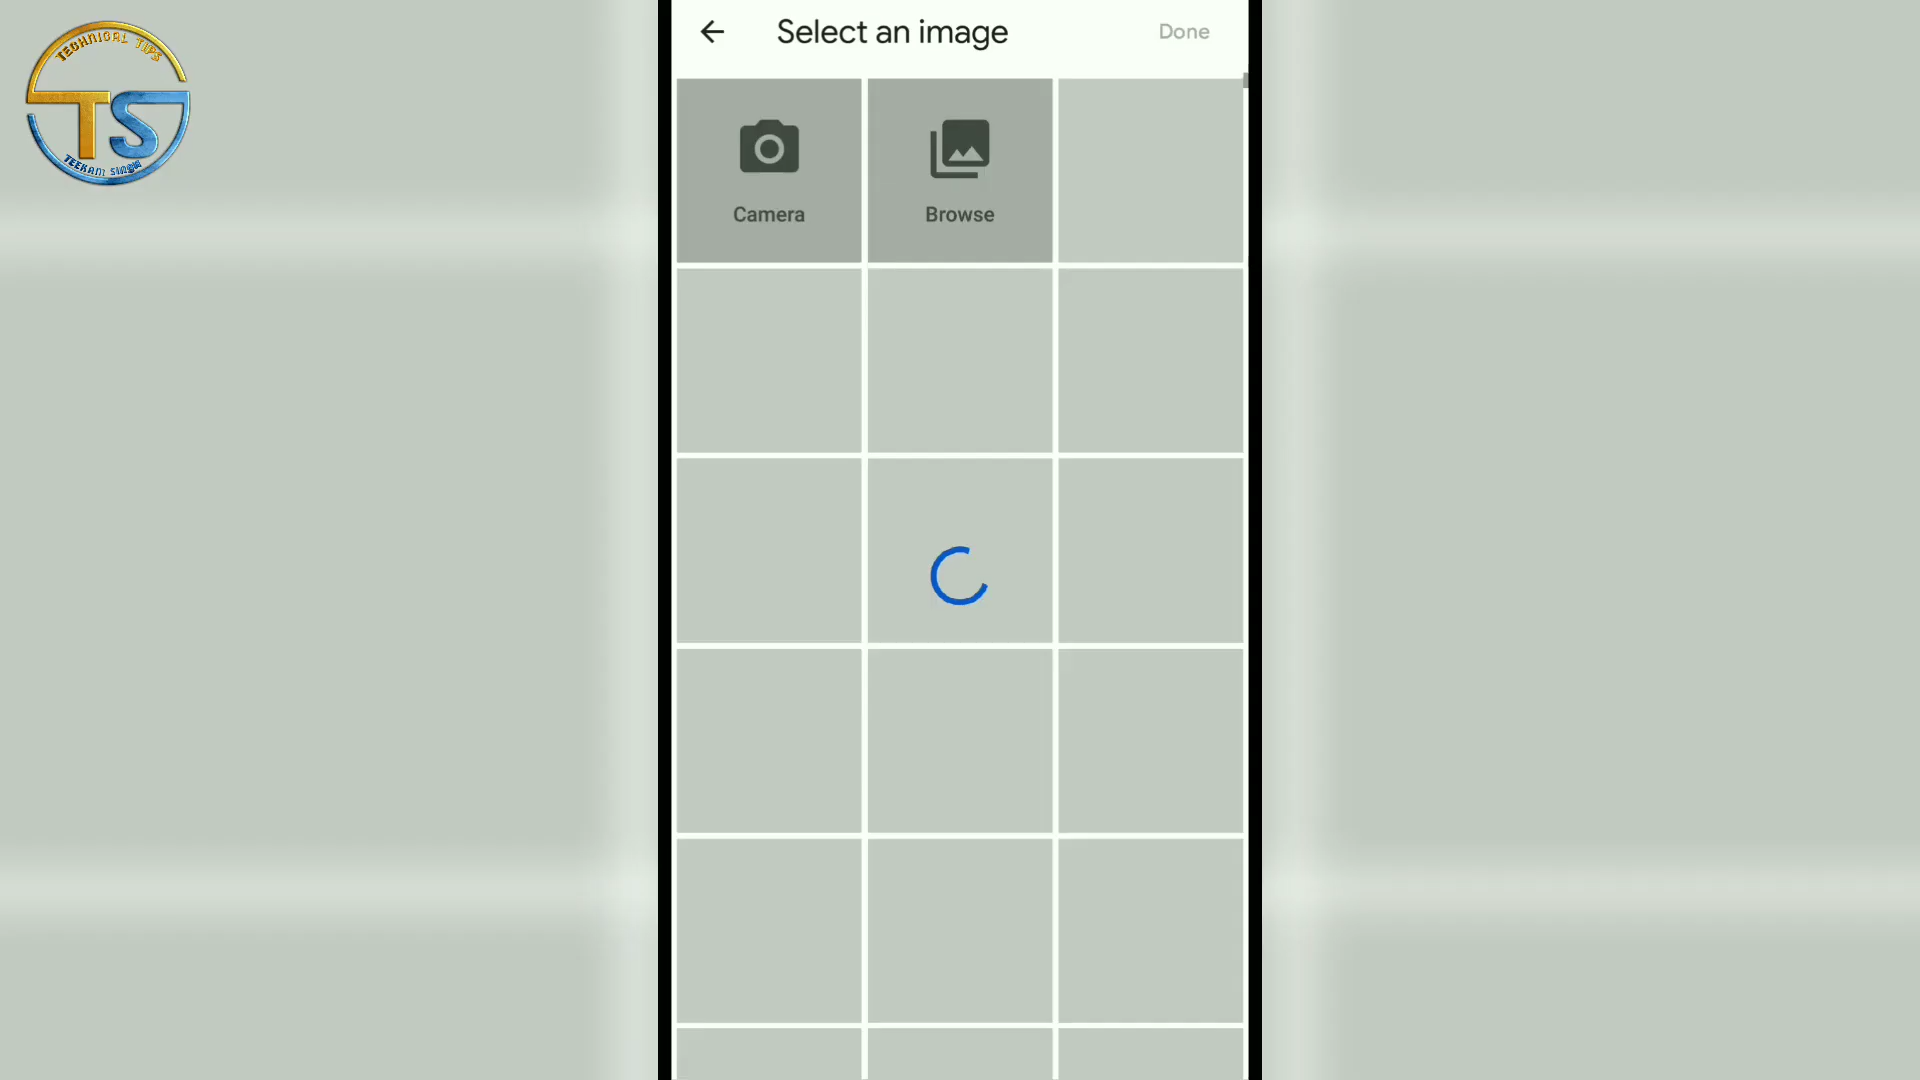 TECHNICAL TIPS
TS
TEEKAM SINGH
Select an image
Done
Camera
Browse